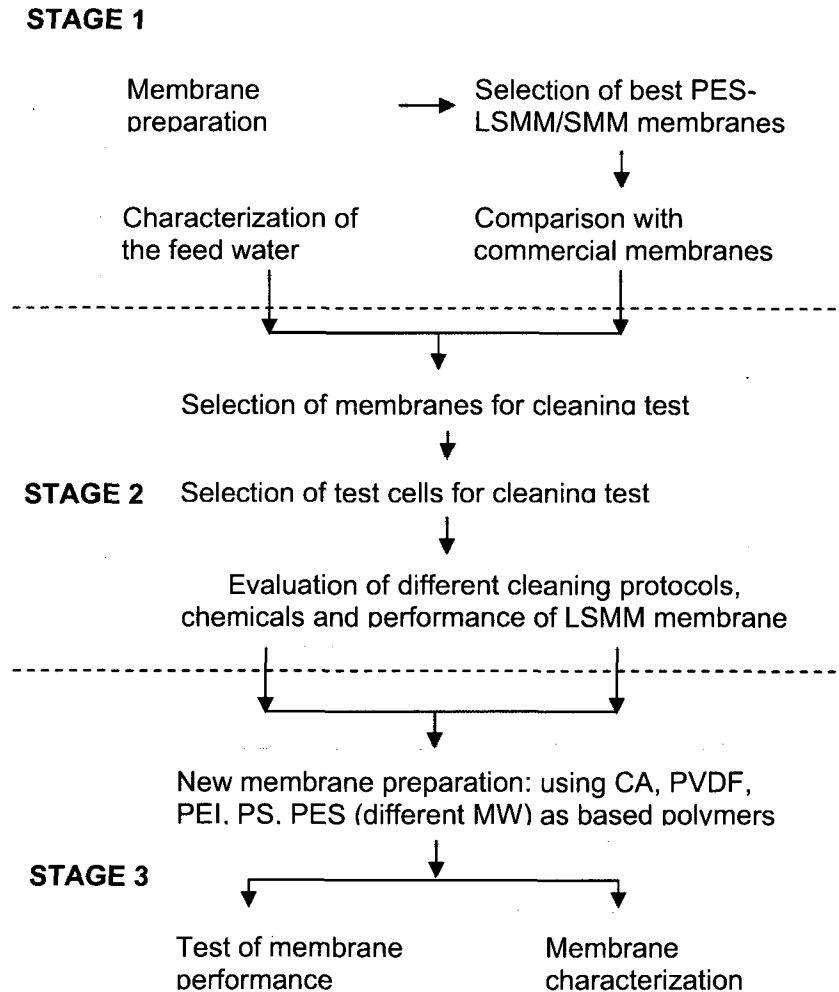 STAGE 1
Membrane
preparation
Selection of best PES-
LSMM/SMM membranes
Characterization of
the feed water
Comparison with
commercial membranes
Selection of membranes for cleaning test
STAGE 2
Selection of test cells for cleaning test
Evaluation of different cleaning protocols,
chemicals and performance of LSMM membrane
New membrane preparation: using CA, PVDF,
PEI, PS, PES (different MW) as based polymers
STAGE 3
Test of membrane
performance
Membrane
characterization